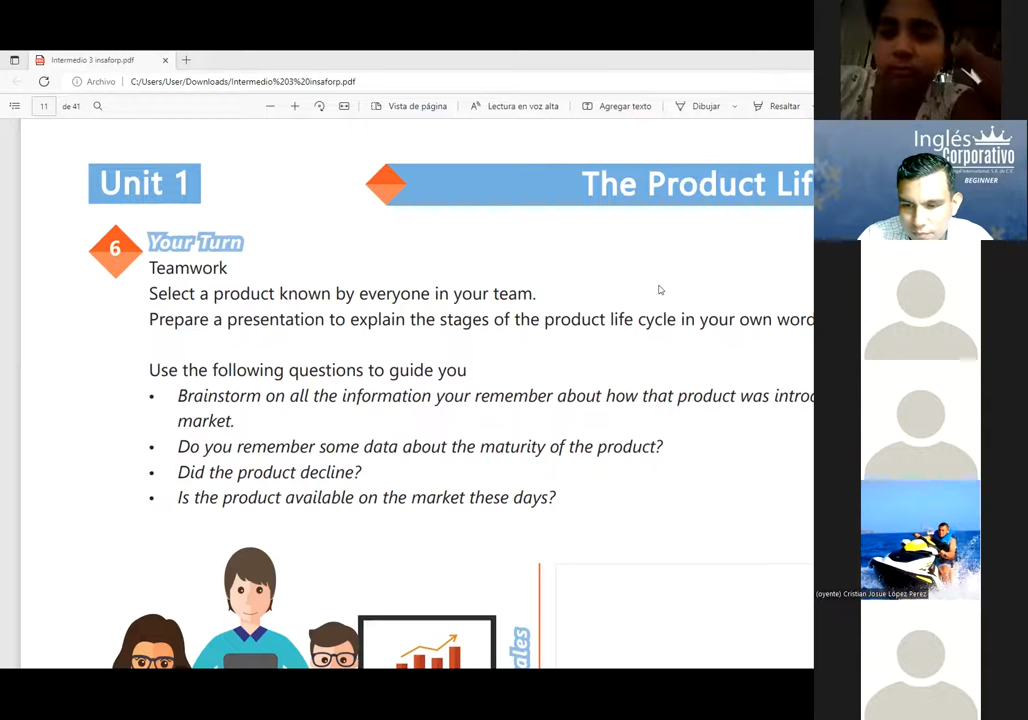 Intermedio 3 insaforp.pdf
Archivo
C:/Users/User/Downloads/Intermedio%203%20insaforp.pdf
11
de 41
Vista de página
Lectura en voz alta
Agregar texto
Dibujar
Resaltar
Unit 1
The Product Lif
6
Your Turn
Teamwork
Select a product known by everyone in your team.
Prepare a presentation to explain the stages of the product life cycle in your own word
Use the following questions to guide you
• Brainstorm on all the information your remember about how that product was introd
market.
• Do you remember some data about the maturity of the product?
• Did the product decline?
• Is the product available on the market these days?
ales
Inglés
Corporativo
BEGINNER
(oyente) Cristian Josue López Perez